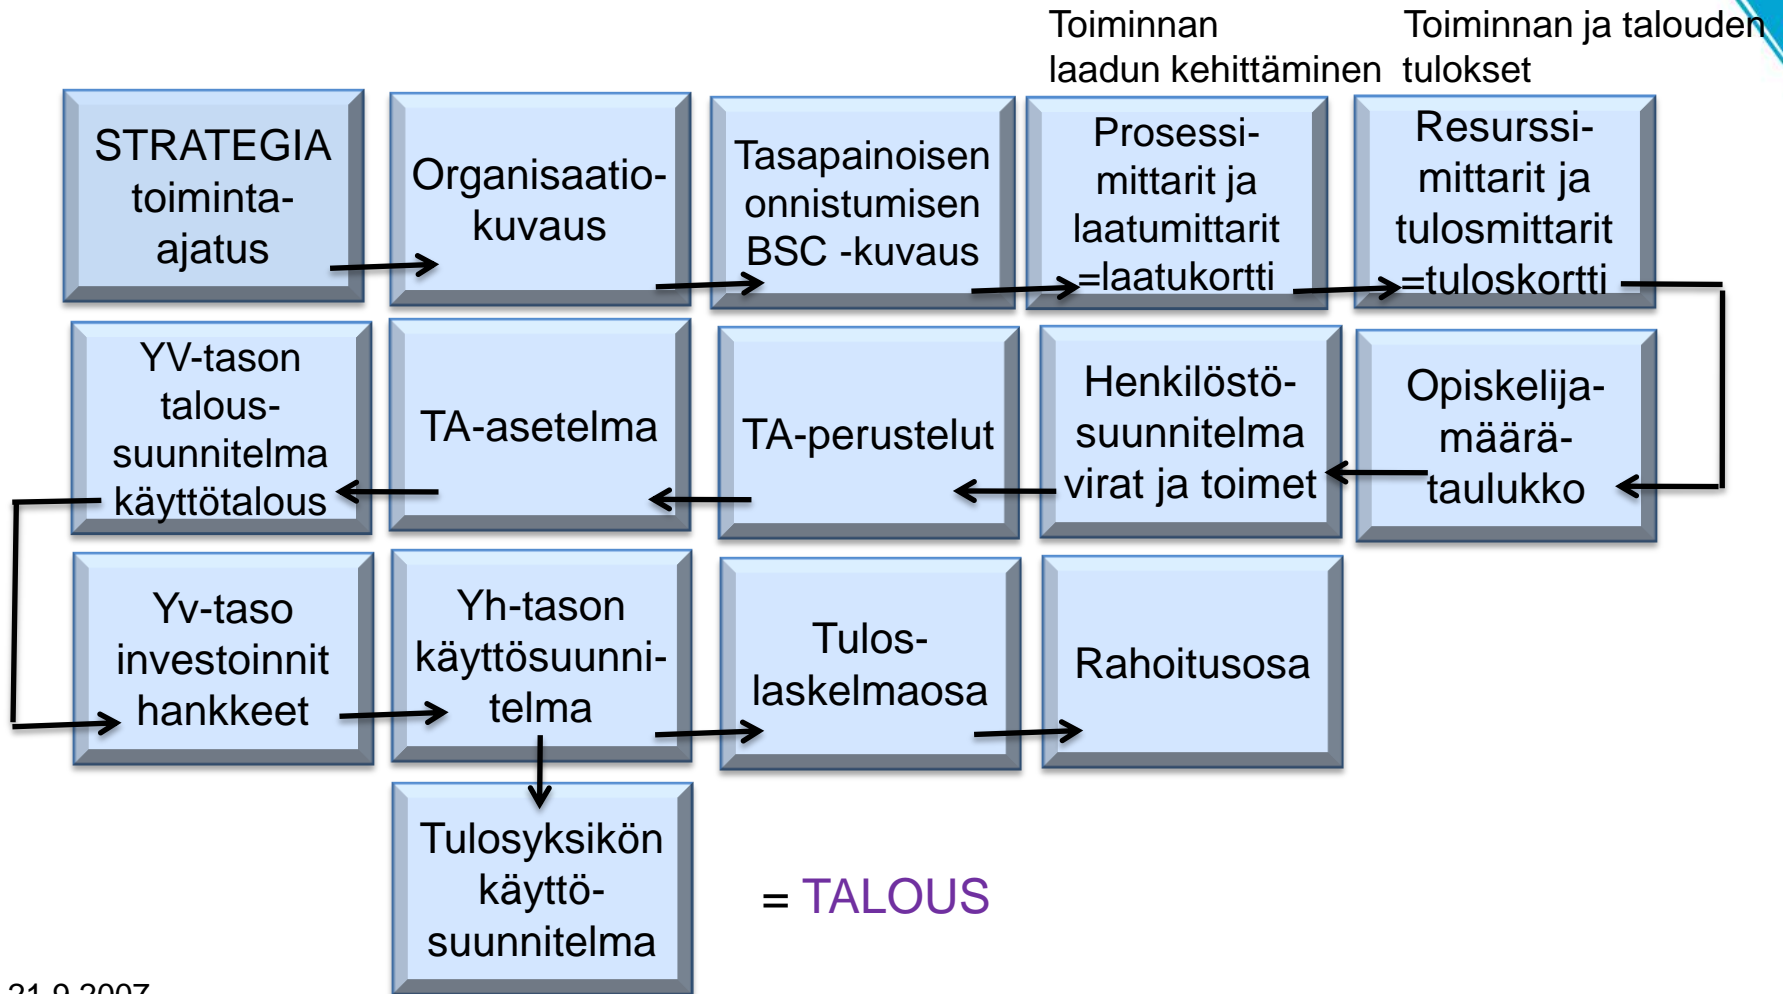 Toiminnan
laadun kehittäminen
Toiminnan ja talouden
tulokset
STRATEGIA
toiminta-
ajatus
Organisaatio-
kuvaus
Tasapainoisen
onnistumisen
BSC -kuvaus
Prosessi-
mittarit ja
laatumittarit
=laatukortti
Resurssi-
mittarit ja
tulosmittarit
=tuloskortti
YV-tason
talous-
suunnitelma
käyttötalous
TA-asetelma
TA-perustelut
Henkilöstö-
suunnitelma
virat ja toimet
Opiskelija-
määrä-
taulukko
Yv-taso
investoinnit
hankkeet
Yh-tason
käyttösuunni-
telma
Tulos-
laskelmaosa
Rahoitusosa
Tulosyksikön
käyttö-
suunnitelma
= TALOUS
21.9.2007